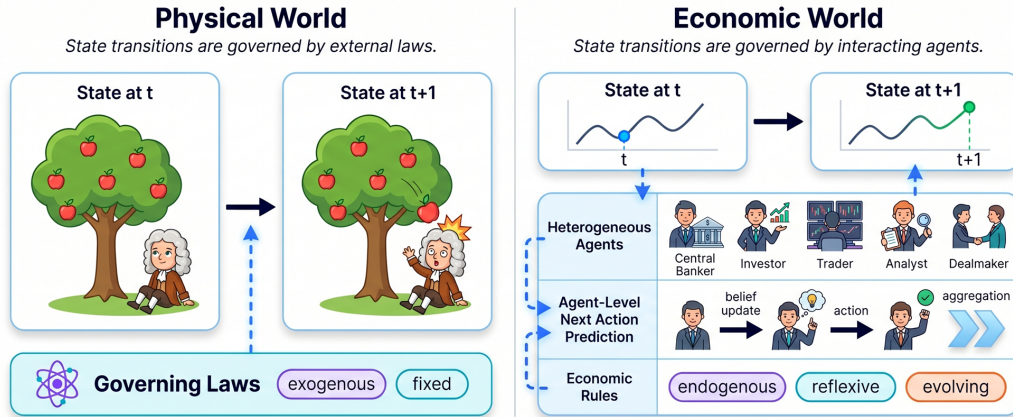 Physical World
State transitions are governed by external laws.
State at t
State at t+1
Governing Laws
exogenous
fixed
Economic World
State transitions are governed by interacting agents.
State at t
t
State at t+1
t+1
Heterogeneous
Agents
$
Central
Banker
Investor
Trader
Analyst
Dealmaker
Agent-Level
Next Action
Prediction
belief
update
action
aggregation
Economic
Rules
endogenous
reflexive
evolving